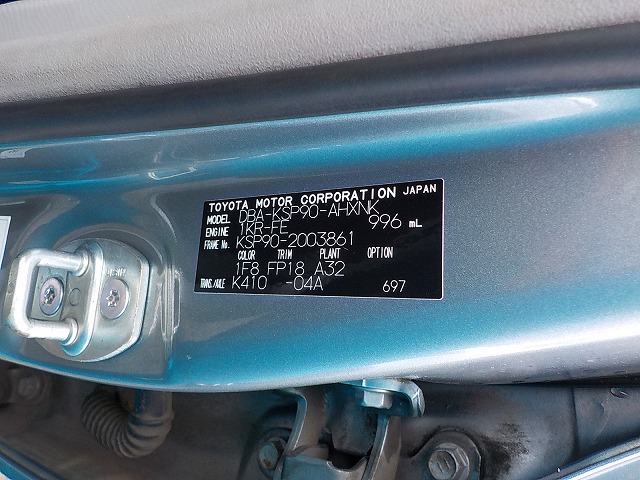 TOYOTA MOTOR CORPORATION JAPAN
MODEL DBA-KSP90-AHXNK
ENGINE 1KR-FE 996 mL
FRAME No. KSP90-2003861
COLOR TRIM PLANT OPTION
1F8 FP18 A32
TRANS./AXLE K410 -04A 697